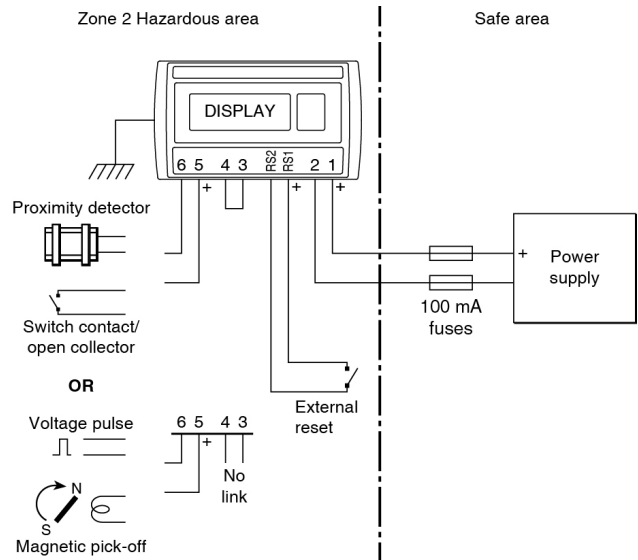 Zone 2 Hazardous area
Safe area
DISPLAY
6 5 4 3 RS2 RS1 2 1
+ + +
Proximity detector
Switch contact/
open collector
OR
Voltage pulse
6 5 4 3
+
No
link
N
S
Magnetic pick-off
External
reset
100 mA
fuses
+
Power
supply